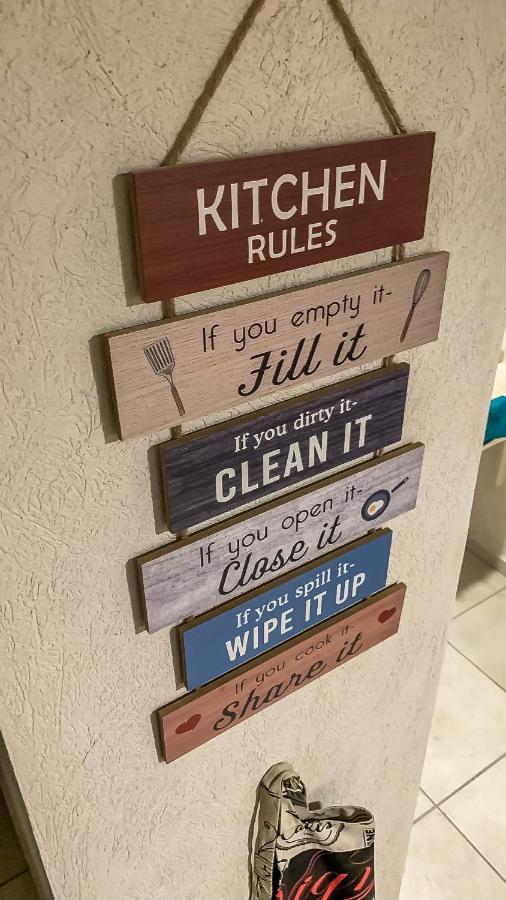 KITCHEN
RULES
If you empty it-
Fill it
If you dirty it-
CLEAN IT
If you open it-
Close it
If you spill it-
WIPE IT UP
If you cook it-
Share it